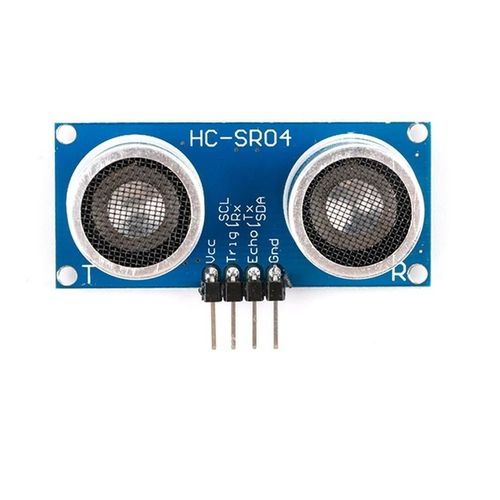 HC-SR04
Vcc
Trig/Rx/SCL
Echo/Tx/SDA
Gnd
T
R